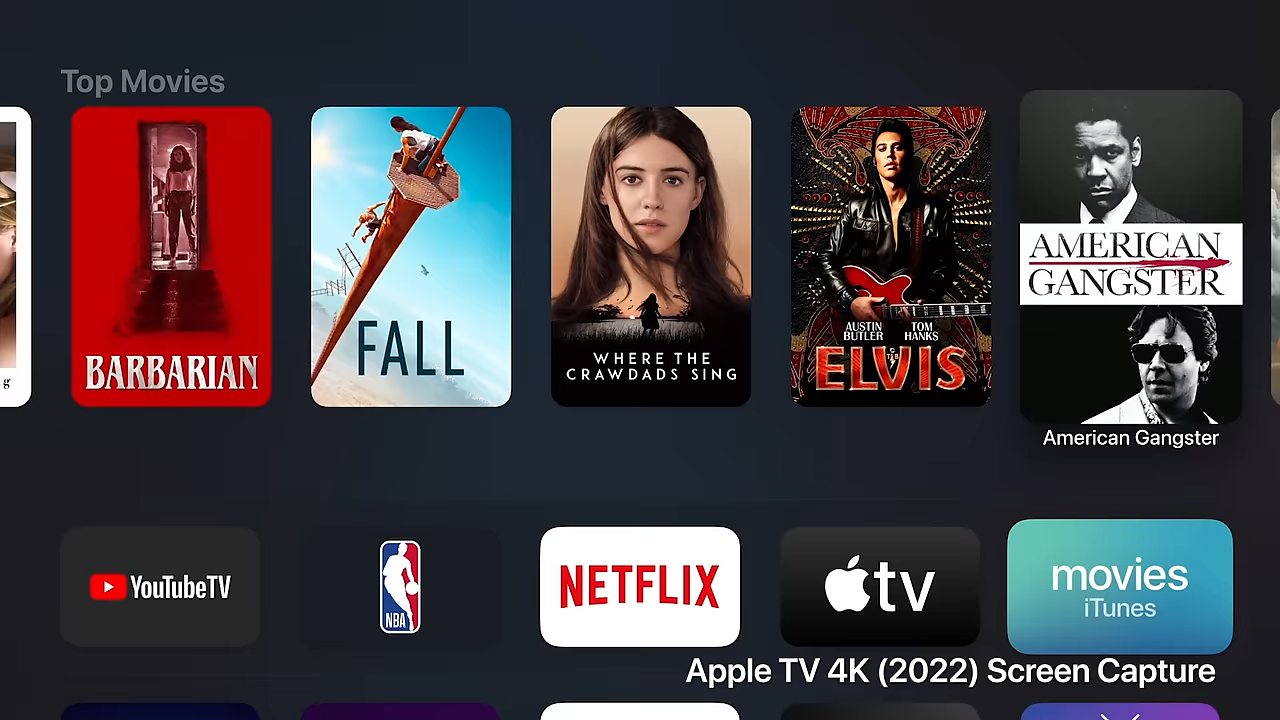 Top Movies
g
BARBARIAN
FALL
WHERE THE
CRAWDADS SING
AUSTIN
BUTLER
TOM
HANKS
ELVIS
AMERICAN
GANGSTER
American Gangster
YouTubeTV
NBA
NETFLIX
tv
movies
iTunes
Apple TV 4K (2022) Screen Capture